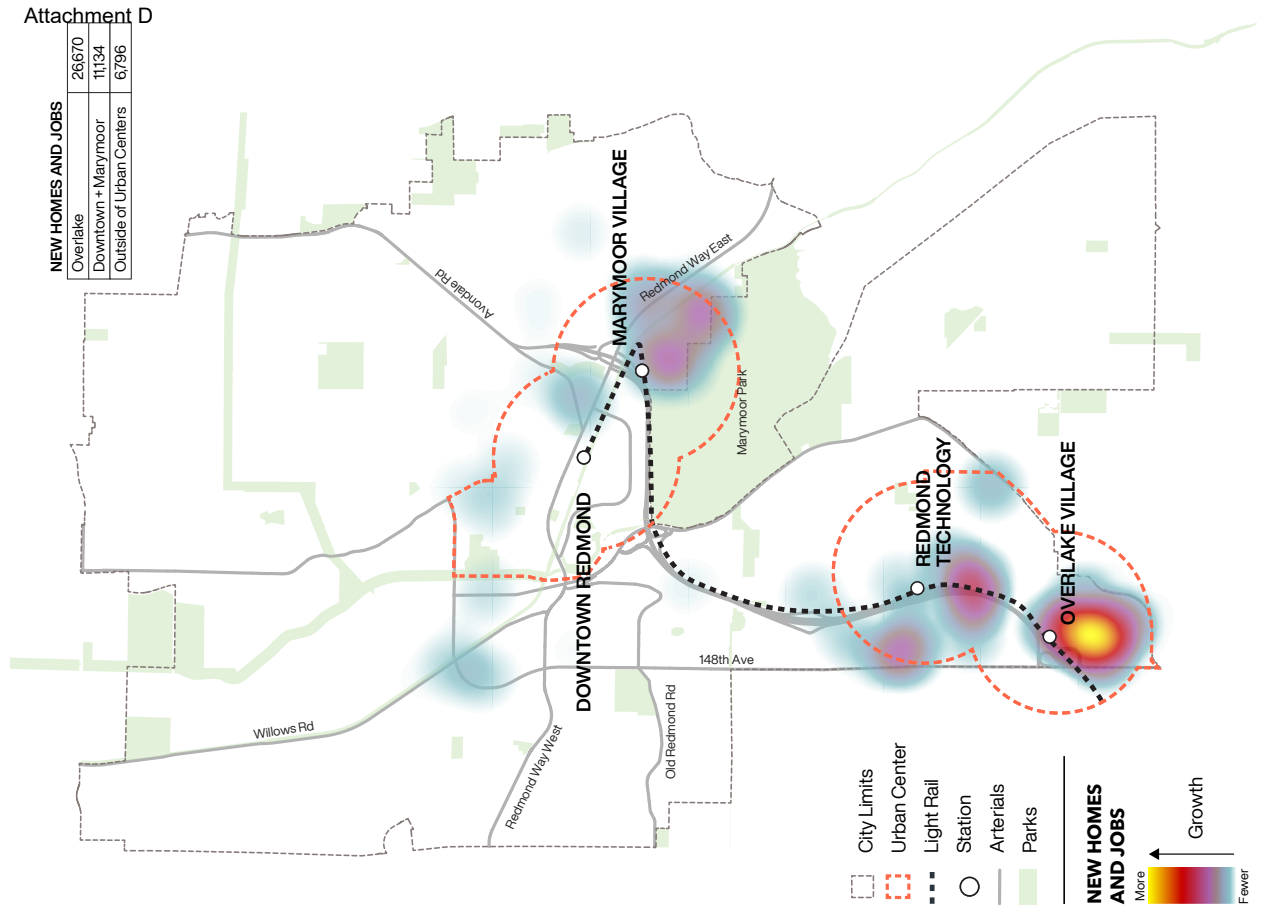 Attachment D
NEW HOMES AND JOBS
Overlake 26,670
Downtown + Marymoor 11,134
Outside of Urban Centers 6,796
Avondale Rd
MARYMOOR VILLAGE
Redmond Way East
Marymoor Park
DOWNTOWN REDMOND
REDMOND
TECHNOLOGY
OVERLAKE VILLAGE
148th Ave
Willows Rd
Redmond Way West
Old Redmond Rd
City Limits
Urban Center
Light Rail
Station
Arterials
Parks
NEW HOMES
AND JOBS
More
Fewer
Growth